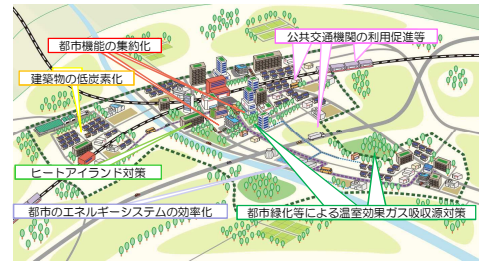 都市機能の集約化
公共交通機関の利用促進等
建築物の低炭素化
ヒートアイランド対策
都市のエネルギーシステムの効率化
都市緑化等による温室効果ガス吸収源対策